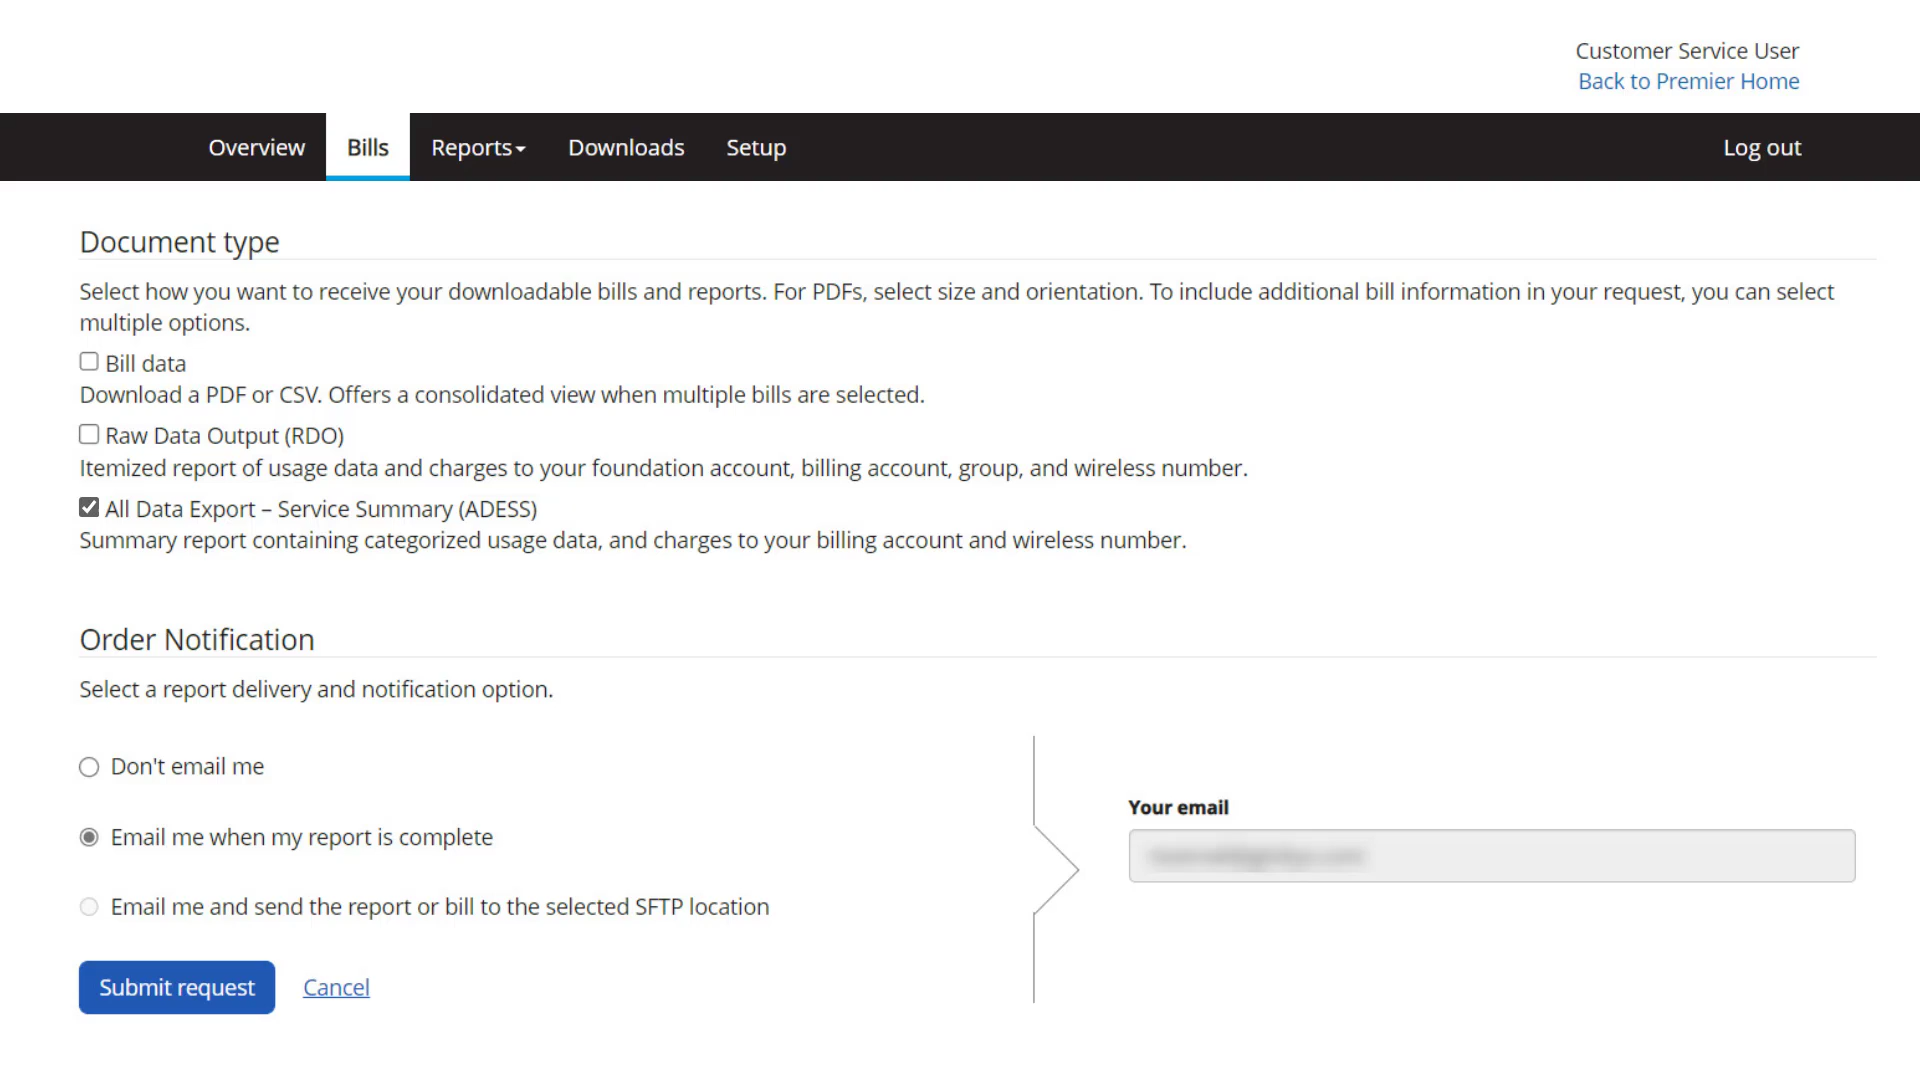 Customer Service User
Back to Premier Home
Overview Bills Reports Downloads Setup Log out
Document type
Select how you want to receive your downloadable bills and reports. For PDFs, select size and orientation. To include additional bill information in your request, you can select
multiple options.
Bill data
Download a PDF or CSV. Offers a consolidated view when multiple bills are selected.
Raw Data Output (RDO)
Itemized report of usage data and charges to your foundation account, billing account, group, and wireless number.
All Data Export – Service Summary (ADESS)
Summary report containing categorized usage data, and charges to your billing account and wireless number.
Order Notification
Select a report delivery and notification option.
Don't email me
Email me when my report is complete
Email me and send the report or bill to the selected SFTP location
Your email
Submit request Cancel